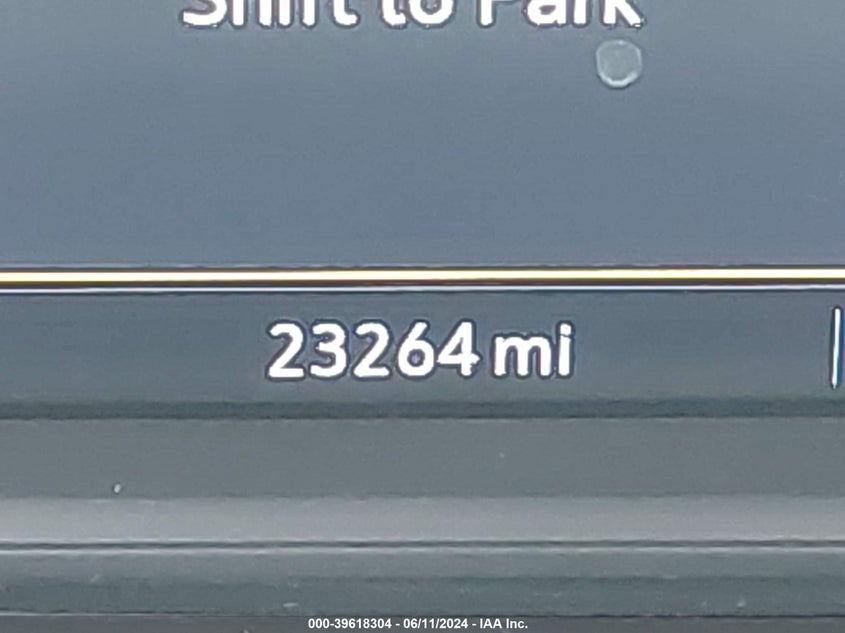 Shift to Park
23264 mi
000-39618304 - 06/11/2024 - IAA Inc.